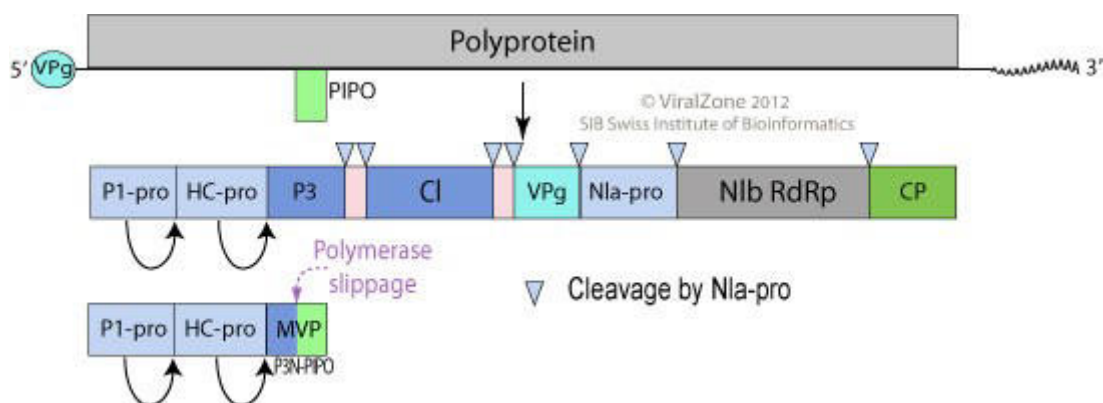 Polyprotein
5′ VPg 3′
PIPO
© ViralZone 2012
SIB Swiss Institute of Bioinformatics
P1-pro HC-pro P3 CI VPg NIa-pro NIb RdRp CP
Polymerase
slippage
Cleavage by NIa-pro
P1-pro HC-pro MVP
P3N-PIPO